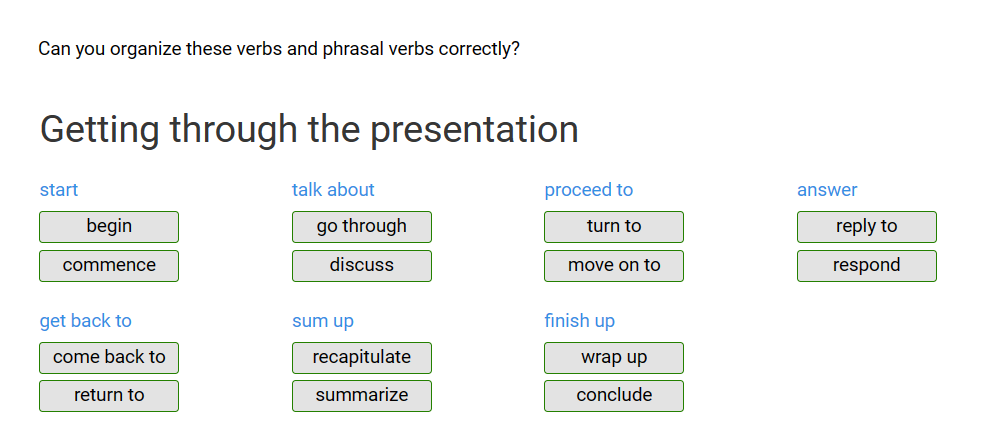 Can you organize these verbs and phrasal verbs correctly?
Getting through the presentation
start
begin
commence
talk about
go through
discuss
proceed to
turn to
move on to
answer
reply to
respond
get back to
come back to
return to
sum up
recapitulate
summarize
finish up
wrap up
conclude